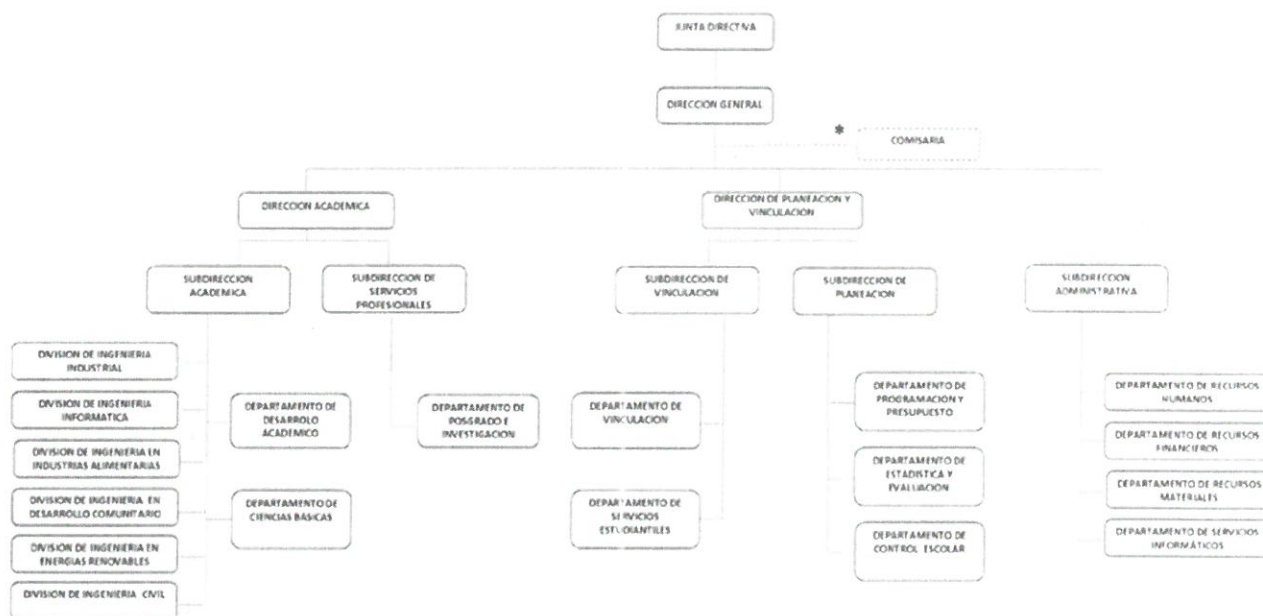 JUNTA DIRECTIVA
DIRECCION GENERAL
*
COMISARIA
DIRECCION ACADEMICA
DIRECCION DE PLANEACION Y
VINCULACION
SUBDIRECCION
ACADEMICA
SUBDIRECCION DE
SERVICIOS
PROFESIONALES
SUBDIRECCION DE
VINCULACION
SUBDIRECCION DE
PLANEACION
SUBDIRECCION
ADMINISTRATIVA
DIVISION DE INGENIERIA
INDUSTRIAL
DIVISION DE INGENIERIA
INFORMATICA
DIVISION DE INGENIERIA EN
INDUSTRIAS ALIMENTARIAS
DIVISION DE INGENIERIA EN
DESARROLLO COMUNITARIO
DIVISION DE INGENIERIA EN
ENERGIAS RENOVABLES
DIVISION DE INGENIERIA CIVIL
DEPARTAMENTO DE
DESARROLO
ACADEMICO
DEPARTAMENTO DE
CIENCIAS BASICAS
DEPARTAMENTO DE
POSGRADO E
INVESTIGACION
DEPARTAMENTO DE
VINCULACION
DEPARTAMENTO DE
SERVICIOS
ESTUDIANTILES
DEPARTAMENTO DE
PROGRAMACION Y
PRESUPUESTO
DEPARTAMENTO DE
ESTADISTICA Y
EVALUACION
DEPARTAMENTO DE
CONTROL ESCOLAR
DEPARTAMENTO DE RECURSOS
HUMANOS
DEPARTAMENTO DE RECURSOS
FINANCIEROS
DEPARTAMENTO DE RECURSOS
MATERIALES
DEPARTAMENTO DE SERVICIOS
INFORMÁTICOS